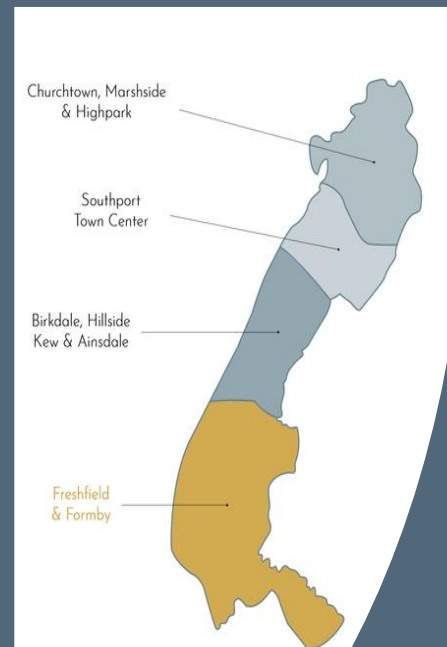 Churchtown, Marshside
& Highpark
Southport
Town Center
Birkdale, Hillside
Kew & Ainsdale
Freshfield
& Formby